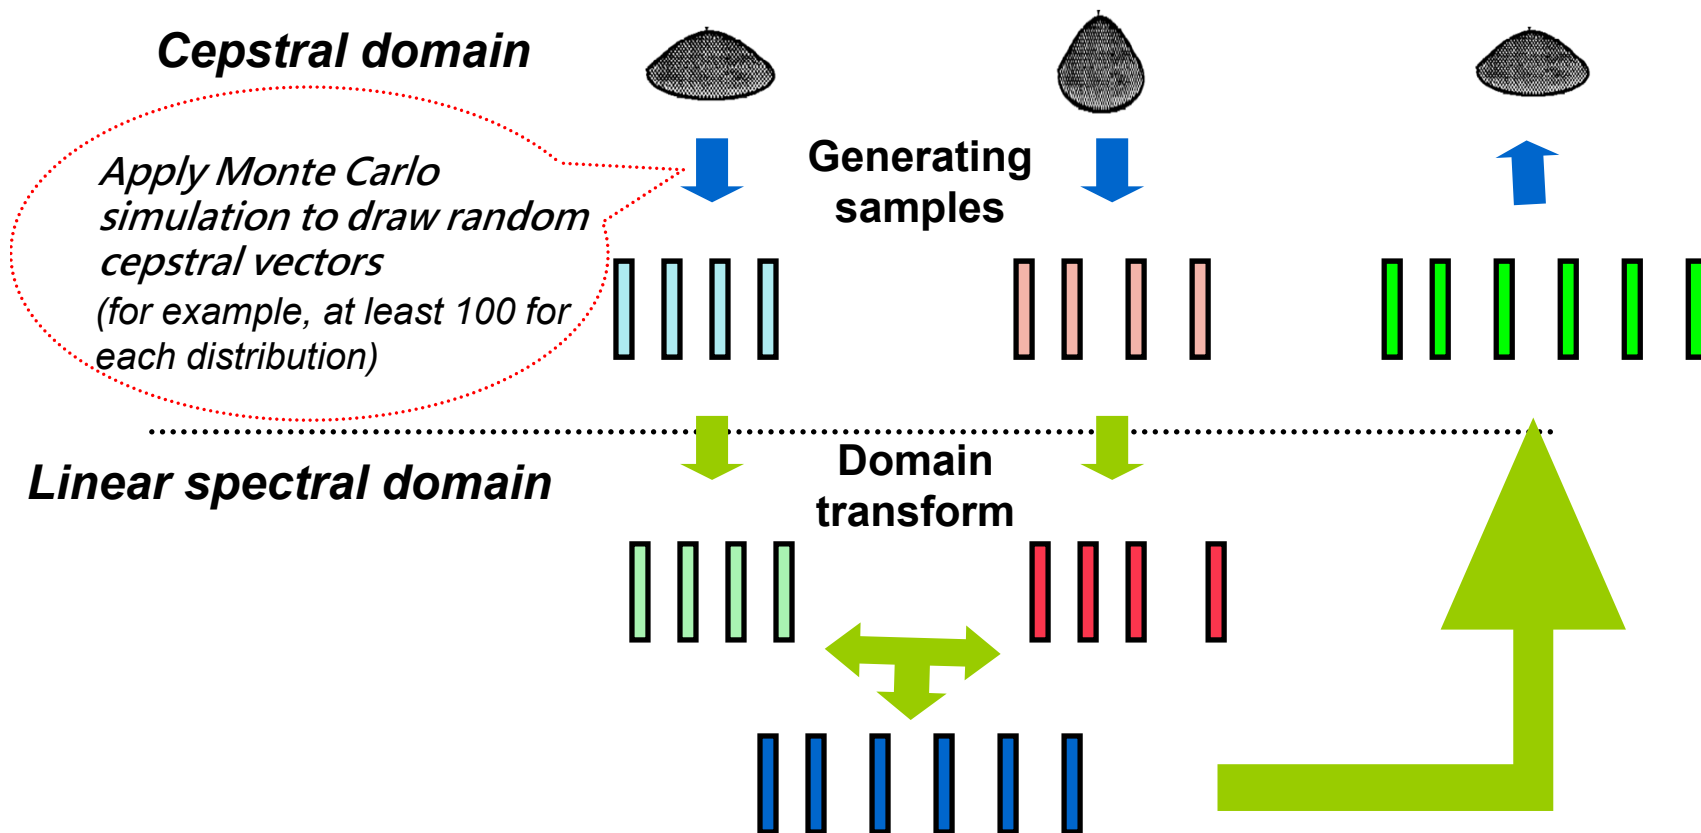 Cepstral domain
Apply Monte Carlo
simulation to draw random
cepstral vectors
(for example, at least 100 for
each distribution)
Generating
samples
Linear spectral domain
Domain
transform